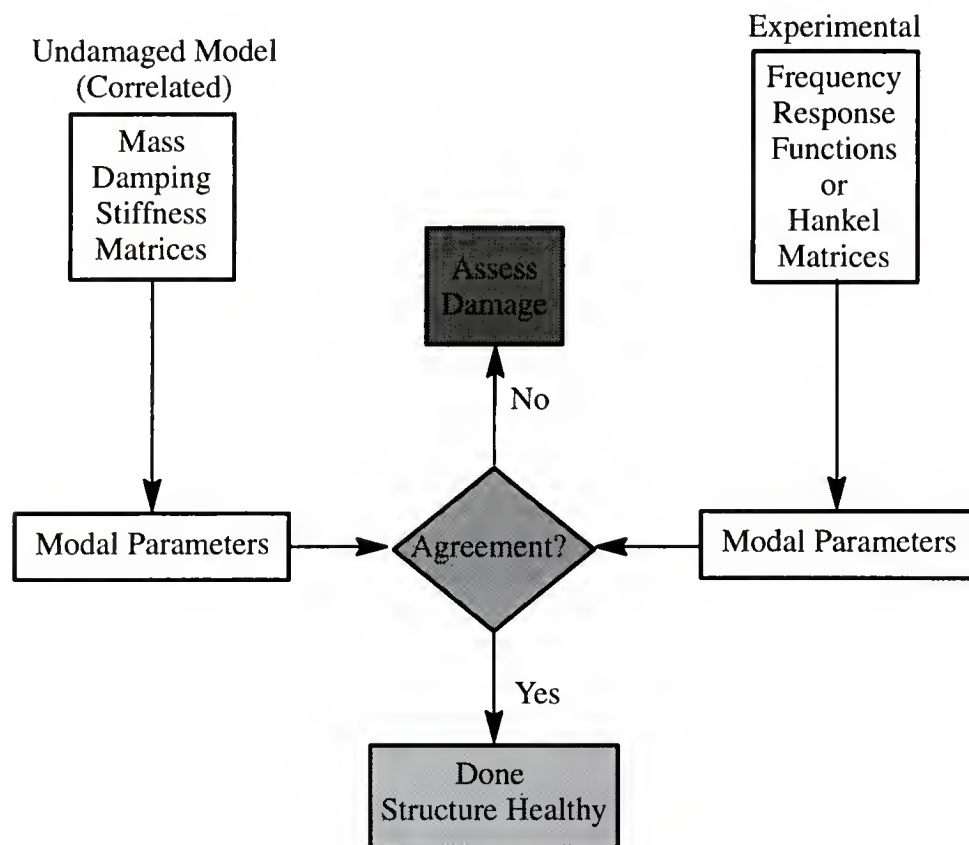 Undamaged Model
(Correlated)
Mass
Damping
Stiffness
Matrices
Experimental
Frequency
Response
Functions
or
Hankel
Matrices
Assess
Damage
No
Modal Parameters
Agreement?
Modal Parameters
Yes
Done
Structure Healthy